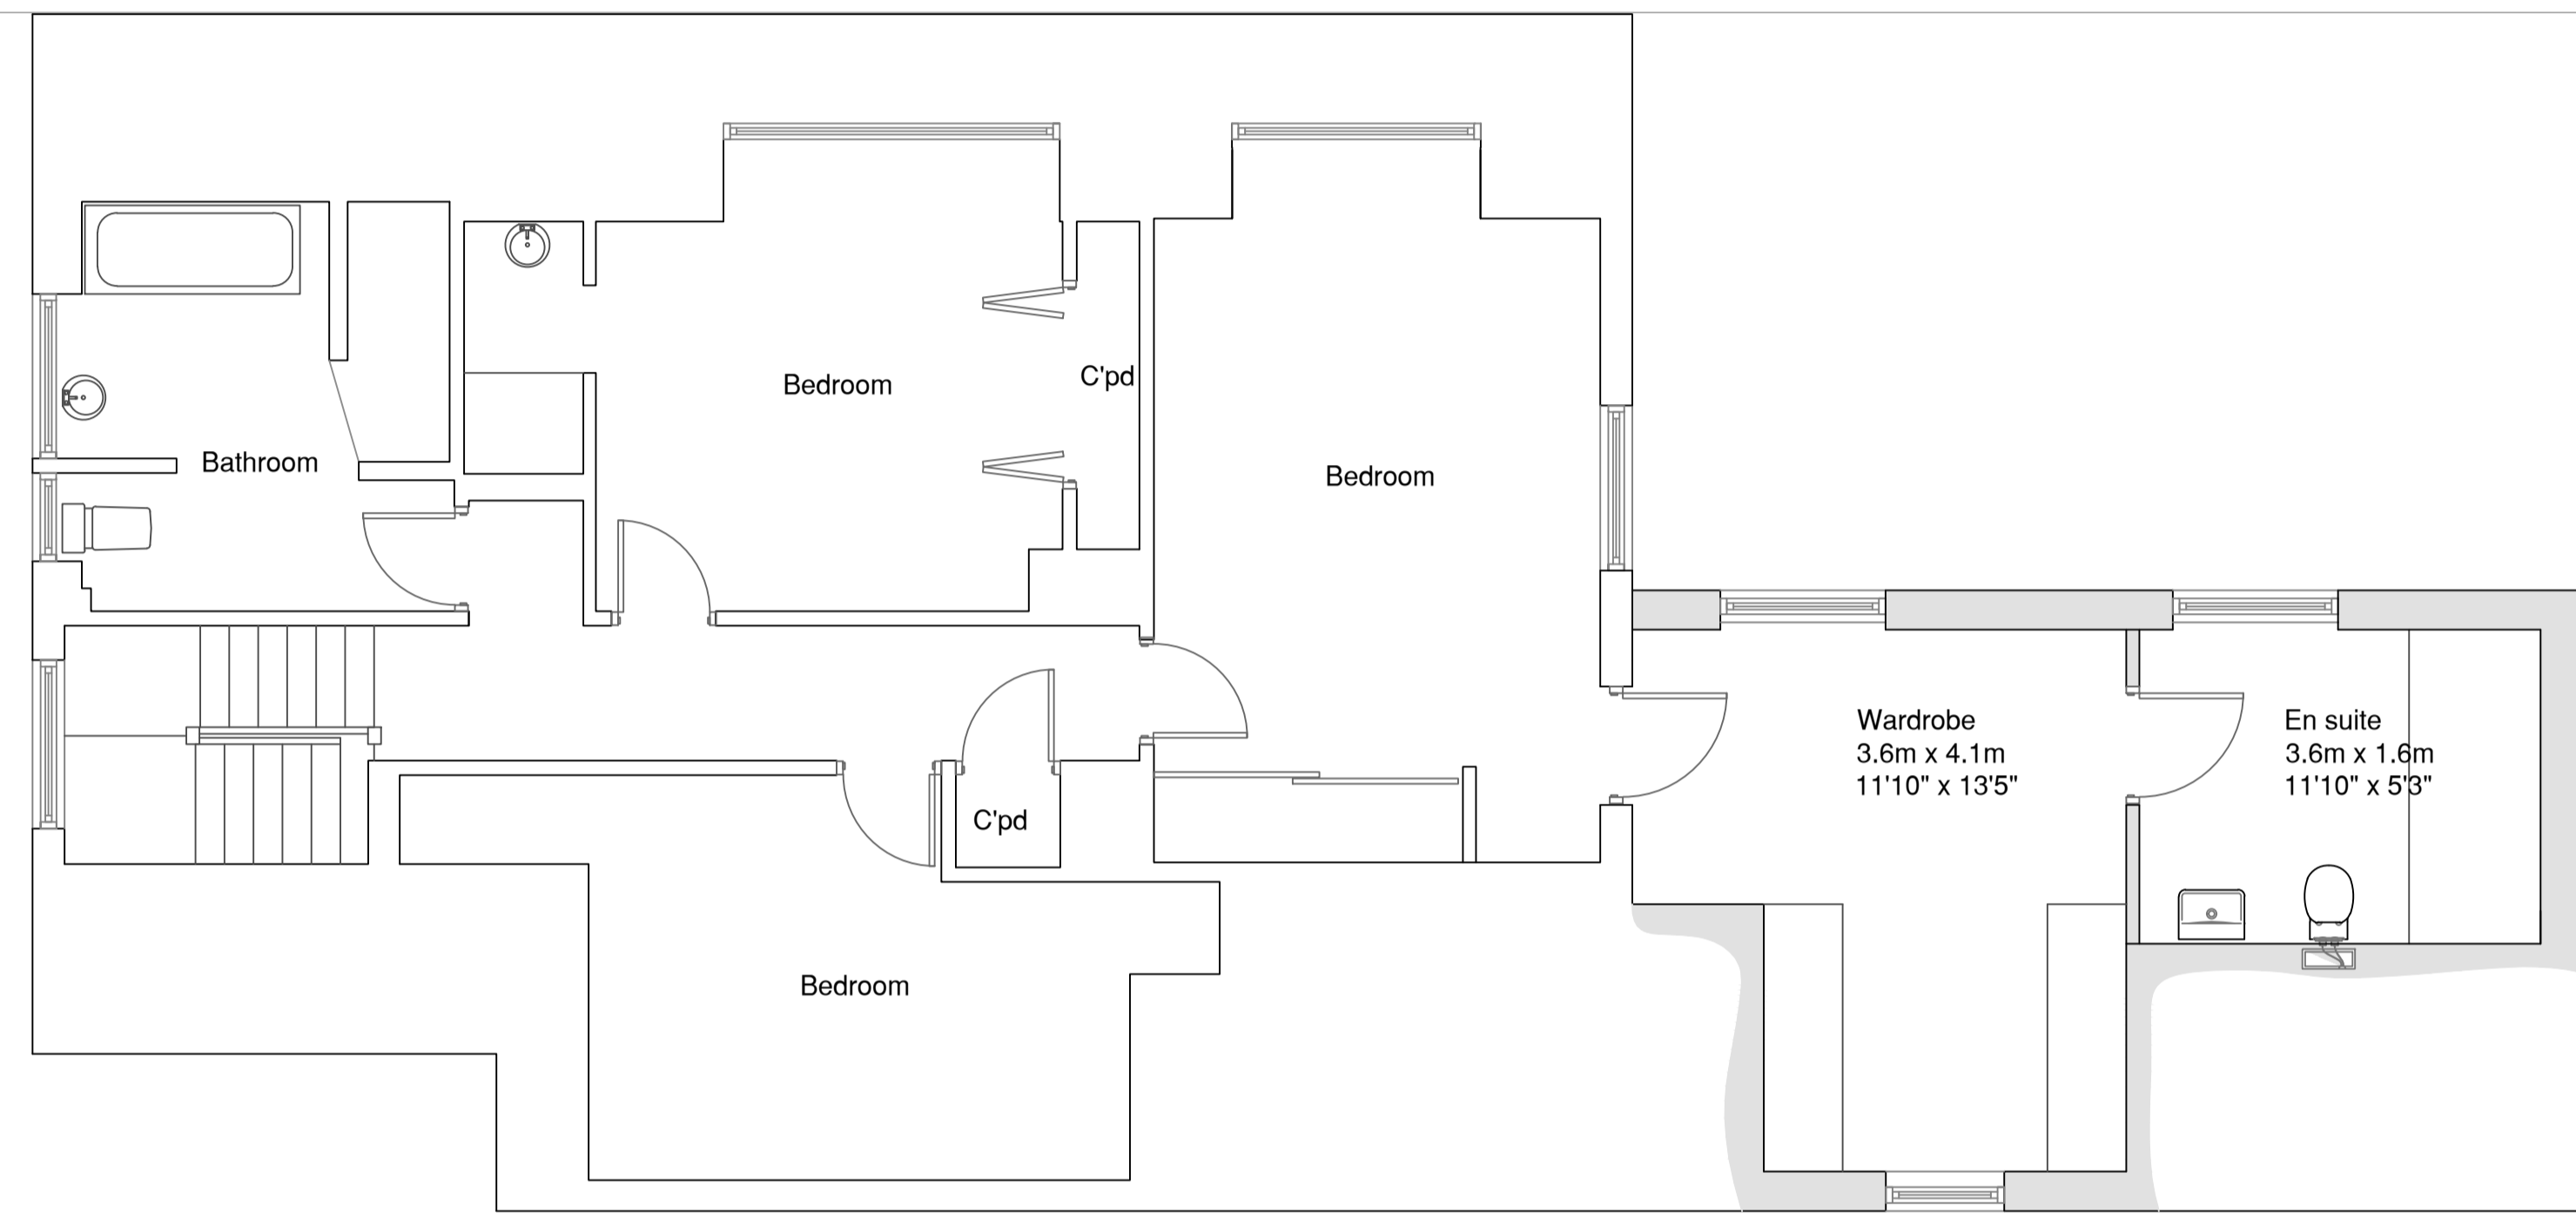 Bedroom
C'pd
Bathroom
Bedroom
Wardrobe
3.6m x 4.1m
11'10" x 13'5"
En suite
3.6m x 1.6m
11'10" x 5'3"
C'pd
Bedroom